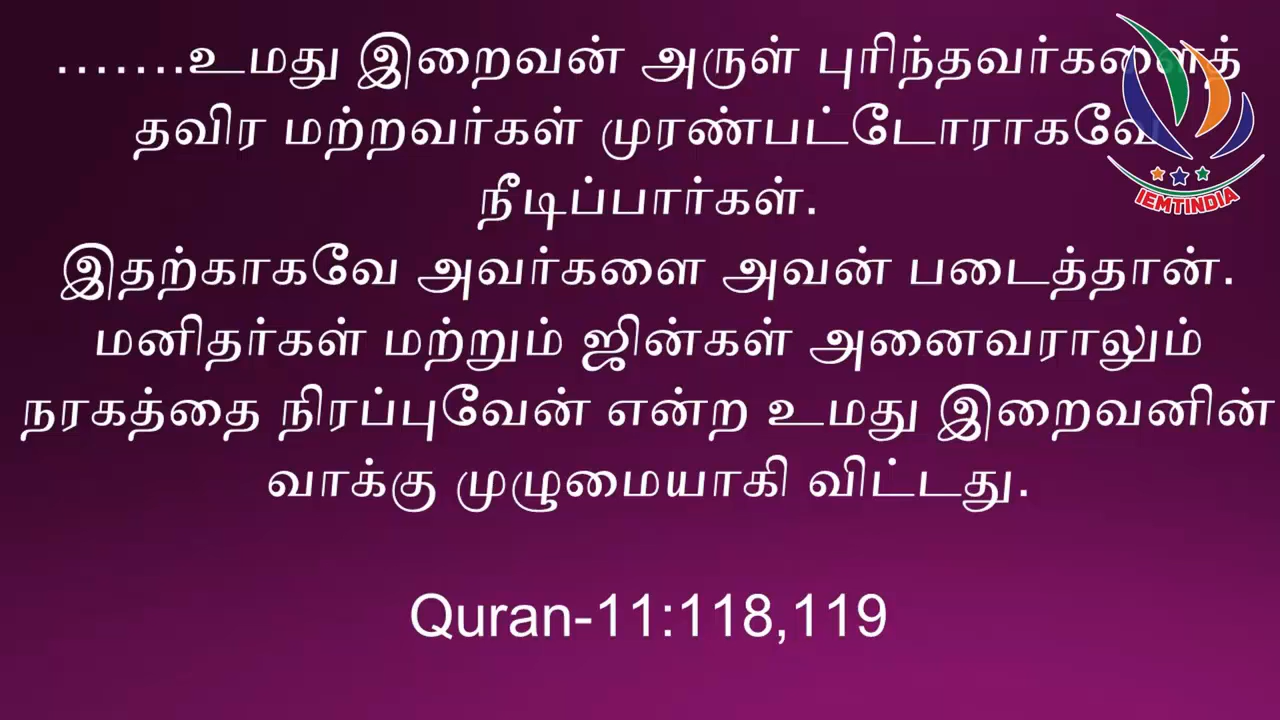 .......உமது இறைவன் அருள் புரிந்தவர்களைத்
தவிர மற்றவர்கள் முரண்பட்டோராகவே
நீடிப்பார்கள்.
இதற்காகவே அவர்களை அவன் படைத்தான்.
மனிதர்கள் மற்றும் ஜின்கள் அனைவராலும்
நரகத்தை நிரப்புவேன் என்ற உமது இறைவனின்
வாக்கு முழுமையாகி விட்டது.
Quran-11:118,119
IEMTINDIA